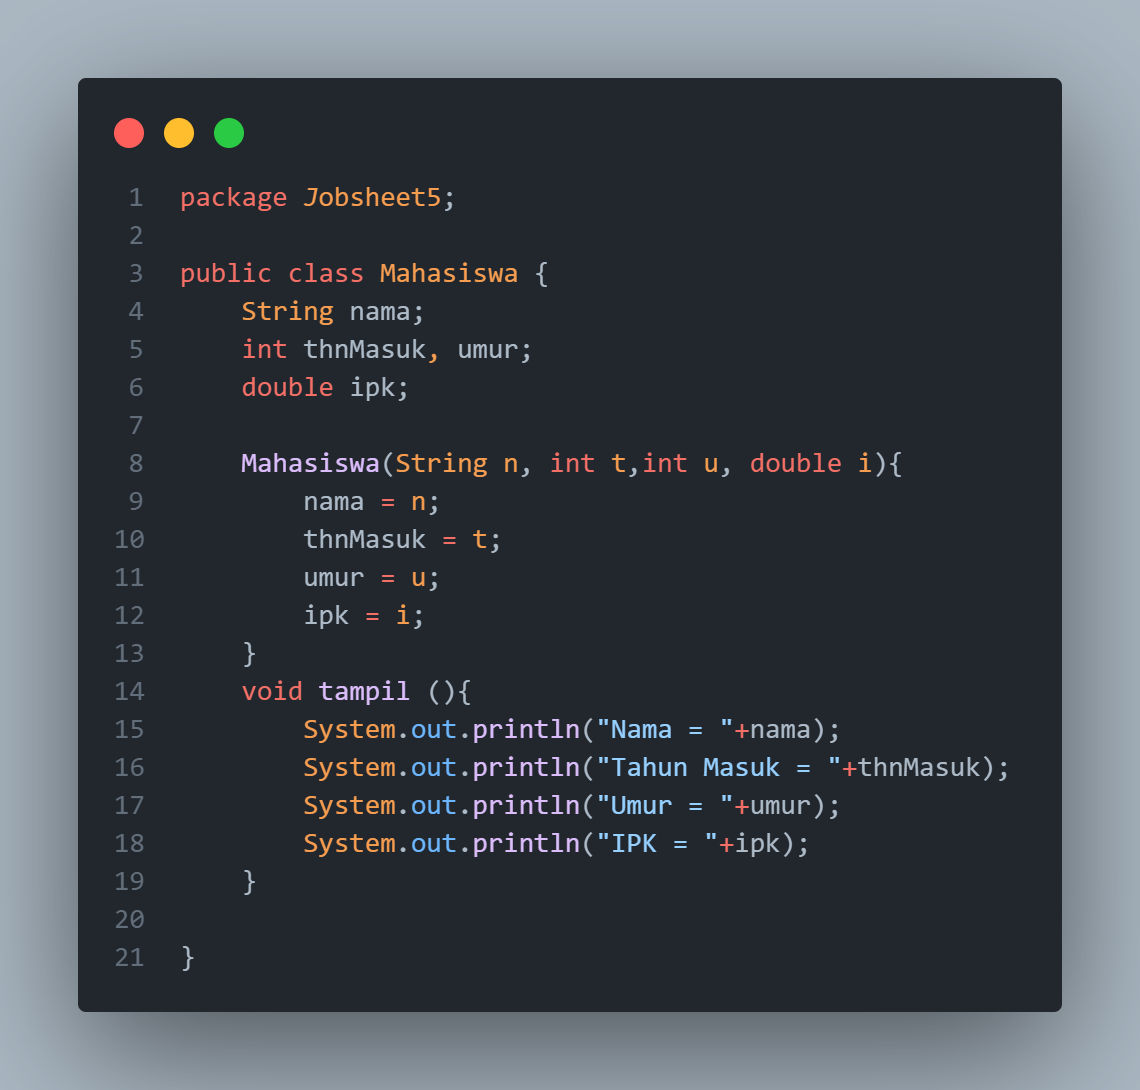 1 package Jobsheet5;
2
3 public class Mahasiswa {
4     String nama;
5     int thnMasuk, umur;
6     double ipk;
7
8     Mahasiswa(String n, int t,int u, double i){
9         nama = n;
10         thnMasuk = t;
11         umur = u;
12         ipk = i;
13     }
14     void tampil (){
15         System.out.println("Nama = "+nama);
16         System.out.println("Tahun Masuk = "+thnMasuk);
17         System.out.println("Umur = "+umur);
18         System.out.println("IPK = "+ipk);
19     }
20
21 }